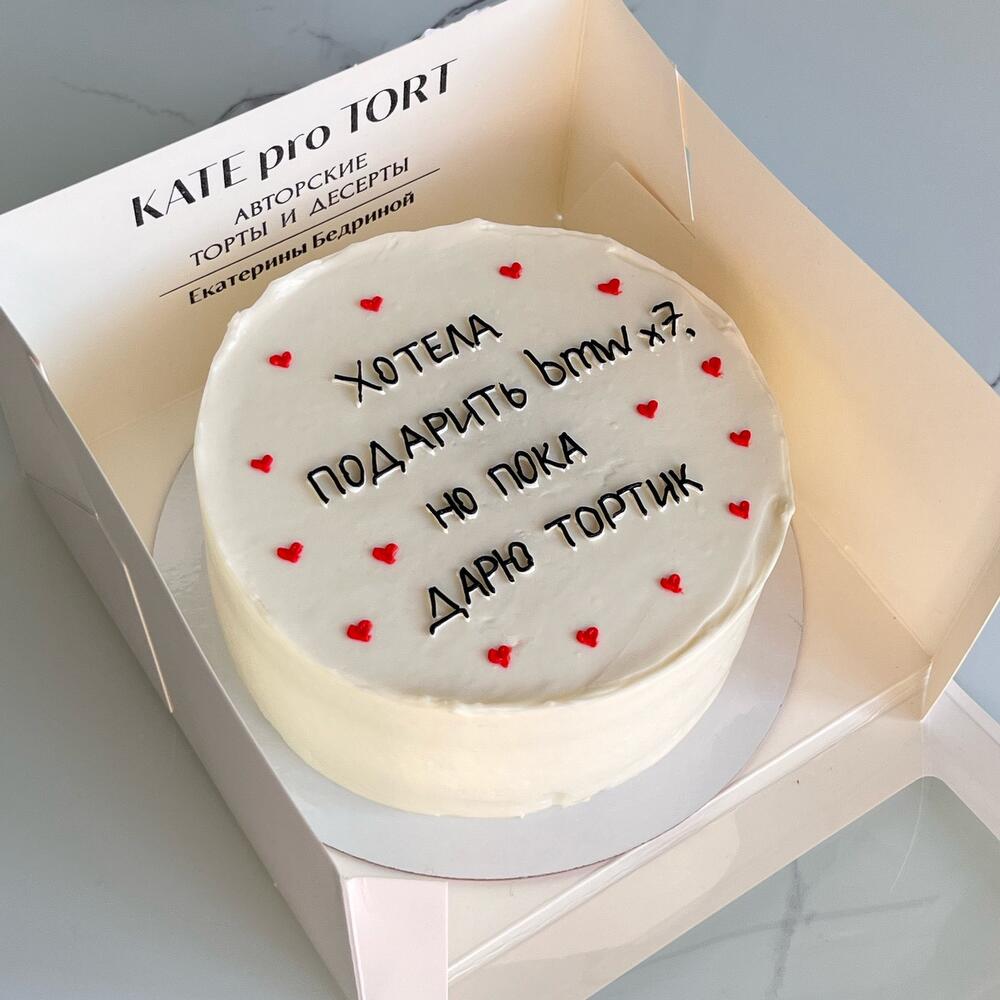 KATE pro TORT
АВТОРСКИЕ
ТОРТЫ И ДЕСЕРТЫ
Екатерины Бедриной
ХОТЕЛА
ПОДАРИТЬ bmw x7,
НО ПОКА
ДАРЮ ТОРТИК